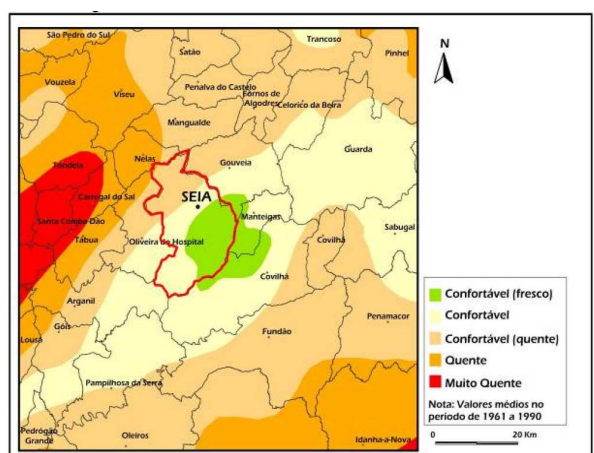 São Pedro do Sul
Trancoso
Satão
Pinhel
Vouzela
Penalva do Castelo
Viseu
Fornos de
Algodres
Celorico da Beira
Mangualde
Guarda
Nelas
Gouveia
Tondela
SEIA
Carregal do Sal
Manteigas
Santa Comba Dão
Sabugal
Tábua
Oliveira do Hospital
Covilhã
Covilhã
Arganil
Penamacor
Góis
Fundão
Lousã
Pampilhosa da Serra
Pedrógão
Grande
Oleiros
Idanha-a-Nova
N
Confortável (fresco)
Confortável
Confortável (quente)
Quente
Muito Quente
Nota: Valores médios no
período de 1961 a 1990
0 20 Km